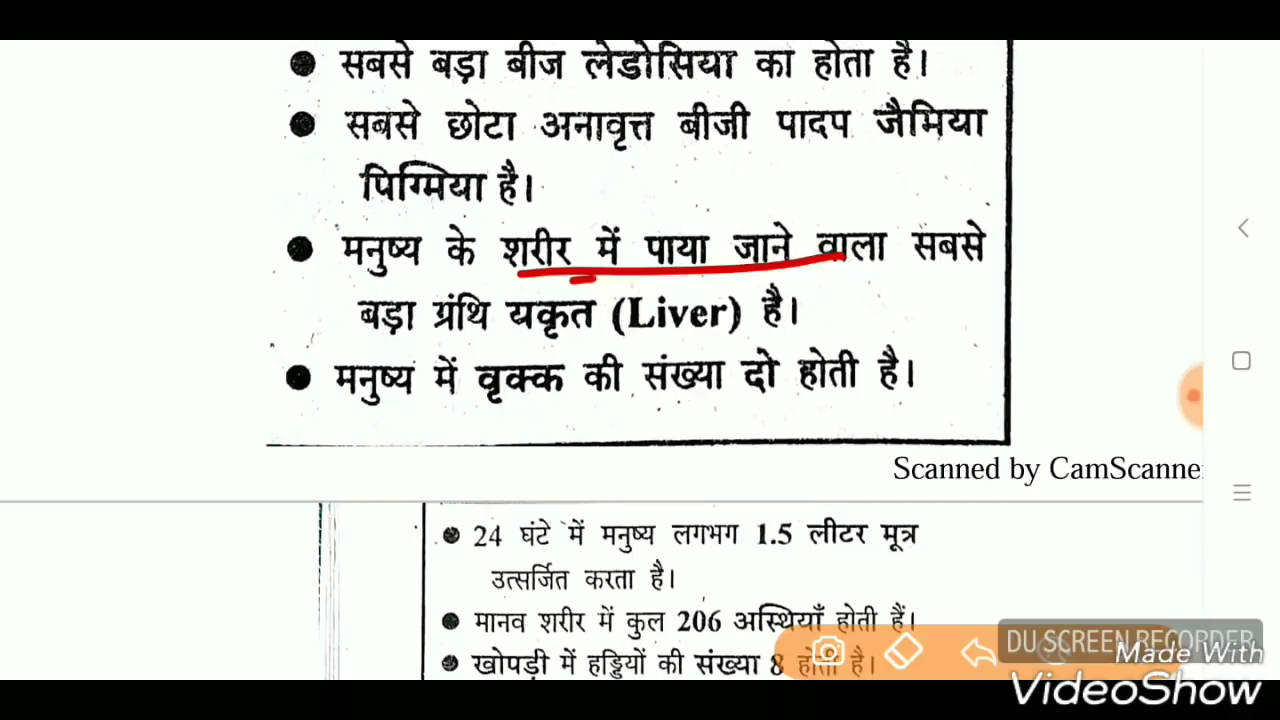 ● सबसे बड़ा बीज लेडोसिया का होता है।
● सबसे छोटा अनावृत्त बीजी पादप जैमिया
पिग्मिया है।
● मनुष्य के शरीर में पाया जाने वाला सबसे
बड़ा ग्रंथि यकृत (Liver) है।
● मनुष्य में वृक्क की संख्या दो होती है।
Scanned by CamScanne
● 24 घंटे में मनुष्य लगभग 1.5 लीटर मूत्र
उत्सर्जित करता है।
● मानव शरीर में कुल 206 अस्थियाँ होती हैं।
● खोपड़ी में हड्डियों की संख्या 8 होती है।
DU SCREEN RECORDER
Made With
VideoShow